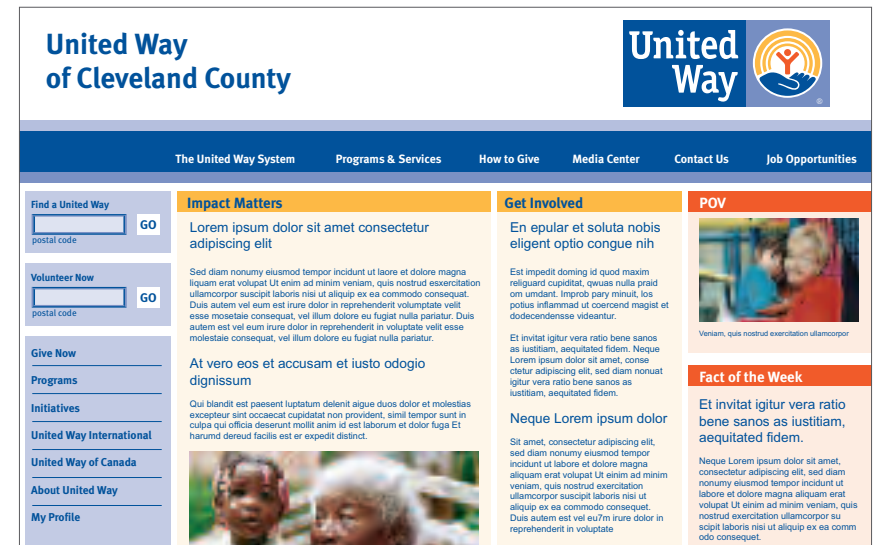 United Way
of Cleveland County
United
Way
®
The United Way System
Programs & Services
How to Give
Media Center
Contact Us
Job Opportunities
Find a United Way
GO
postal code
Volunteer Now
GO
postal code
Give Now
Programs
Initiatives
United Way International
United Way of Canada
About United Way
My Profile
Impact Matters
Lorem ipsum dolor sit amet consectetur
adipiscing elit
Sed diam nonumy eiusmod tempor incidunt ut laore et dolore magna
liquam erat volupat Ut enim ad minim veniam, quis nostrud esxercitation
ullamcorpor suscipit laboris nisi ut aliquip ex ea commodo consequat.
Duis autem vel eum irure dolor in reprehenderit voluptate velit
esse mosetaie consequat, vel illum dolore eu fugiat nulla pariatur. Duis
autem est vel eum irure dolor in reprehenderit in voluptate velit esse
molestaie consequat, vel illum dolore eu fugiat nulla pariatur.
At vero eos et accusam et iusto odogio
dignissum
Qui blandit est paesent luptatum delenit aigue duos dolor et molestias
excepteur sint occaecat cupidatat non provident, simil tempor sunt in
culpa qui officia deserunt mollit anim id est laborum et dolor fuga Et
harumd dereud facilis est er expedit distinct.
Get Involved
En epular et soluta nobis
eligent optio congue nih
Est impedit doming id quod maxim
religuard cupiditat, qwuas nulla praid
om umdant. Improb pary minuit, los
potius inflammad ut coercend magist et
dodecendensse videantur.
Et invitat igitur vera ratio bene sanos
as iustitiam, aequitated fidem. Neque
Lorem ipsum dolor sit amet, conse
ctetur adipiscing elit, sed diam nonuat
igitur vera ratio bene sanos as
iustitiam, aequitated fidem.
Neque Lorem ipsum dolor
Sit amet, consectetur adipiscing elit,
sed diam nonumy eiusmod tempor
incidunt ut labore et dolore magna
aliquam erat volupat Ut enim ad minim
veniam, quis nostrud exercitation
ullamcorpor suscipit laboris nisi ut
aliquip ex ea commodo consequet.
Duis autem est vel eu7m irure dolor in
reprehenderit in voluptate
POV
Veniam, quis nostrud exercitation ullamcorpor
Fact of the Week
Et invitat igitur vera ratio
bene sanos as iustitiam,
aequitated fidem.
Neque Lorem ipsum dolor sit amet,
consectetur adipiscing elit, sed diam
nonumy eiusmod tempor incidunt ut
labore et dolore magna aliquam erat
volupat Ut enim ad minim veniam, quis
nostrud exercitation ullamcorpor su
scipit laboris nisi ut aliquip ex ea comm
odo consequet.